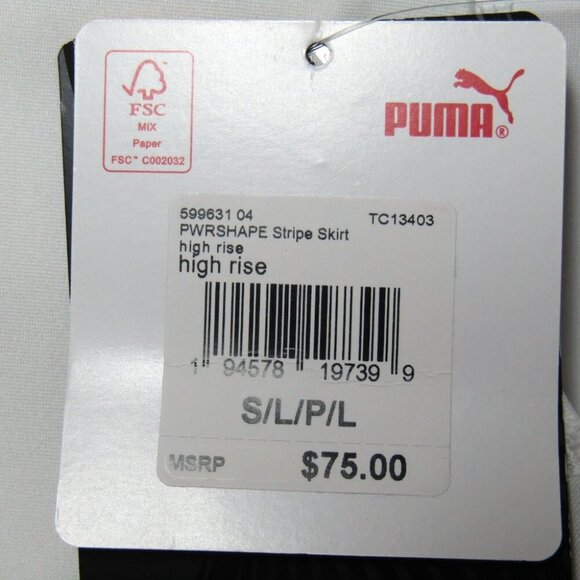 FSC
MIX
Paper
FSC™ C002032
PUMA®
599631 04 TC13403
PWRSHAPE Stripe Skirt
high rise
high rise
1 94578 19739 9
S/L/P/L
MSRP $75.00